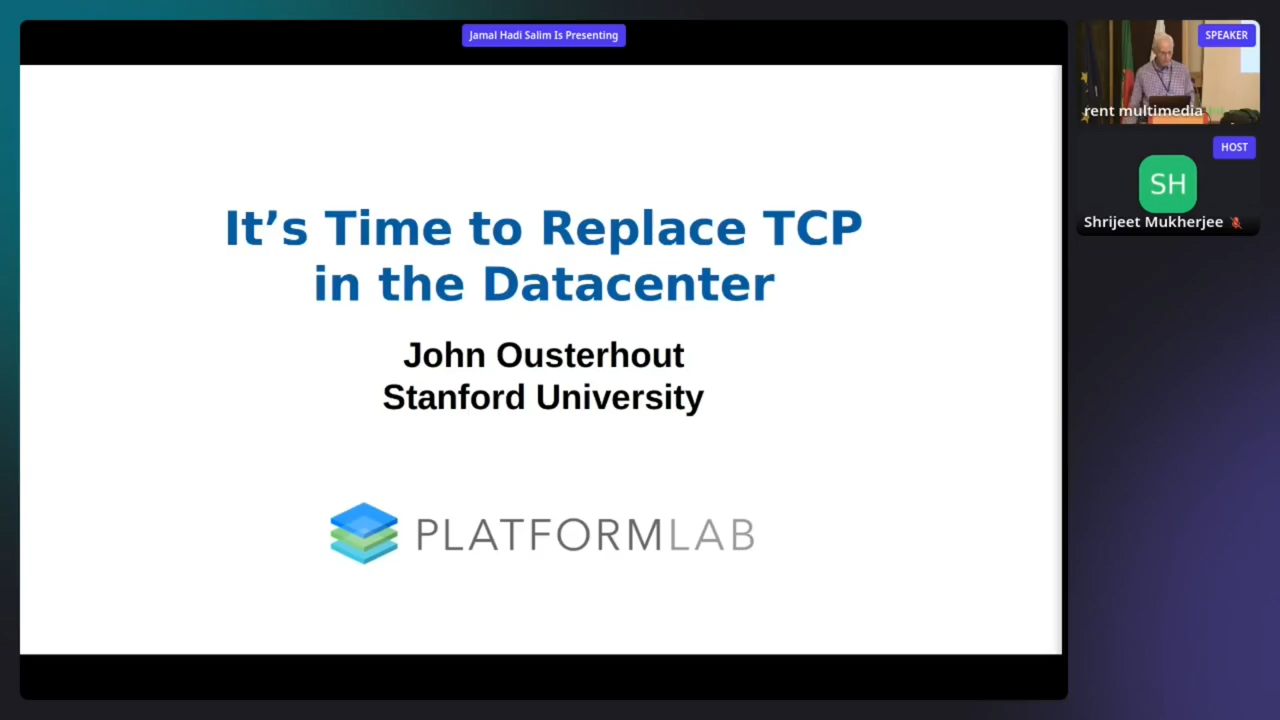 Jamal Hadi Salim Is Presenting
SPEAKER
rent multimedia
HOST
SH
Shrijeet Mukherjee
It’s Time to Replace TCP
in the Datacenter
John Ousterhout
Stanford University
PLATFORMLAB